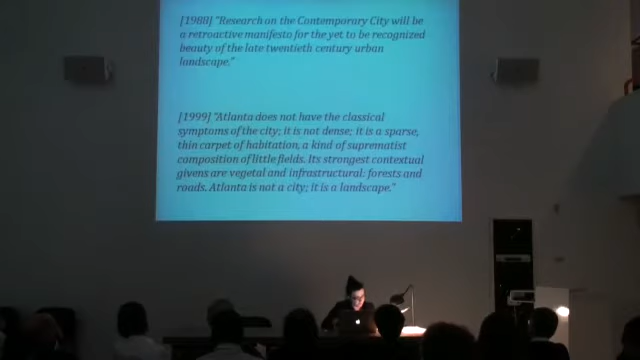 [1988] "Research on the Contemporary City will be
a retroactive manifesto for the yet to be recognized
beauty of the late twentieth century urban
landscape."
[1999] "Atlanta does not have the classical
symptoms of the city; it is not dense; it is a sparse,
thin carpet of habitation, a kind of suprematist
composition of little fields. Its strongest contextual
givens are vegetal and infrastructural: forests and
roads. Atlanta is not a city; it is a landscape."